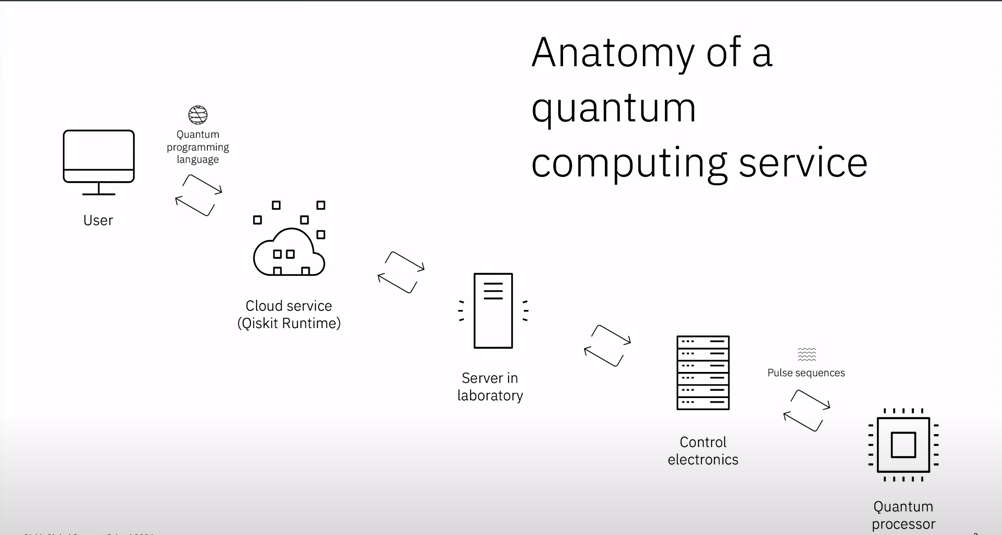 Anatomy of a
quantum
computing service
Quantum
programming
language
User
Cloud service
(Qiskit Runtime)
Server in
laboratory
Control
electronics
Pulse sequences
Quantum
processor